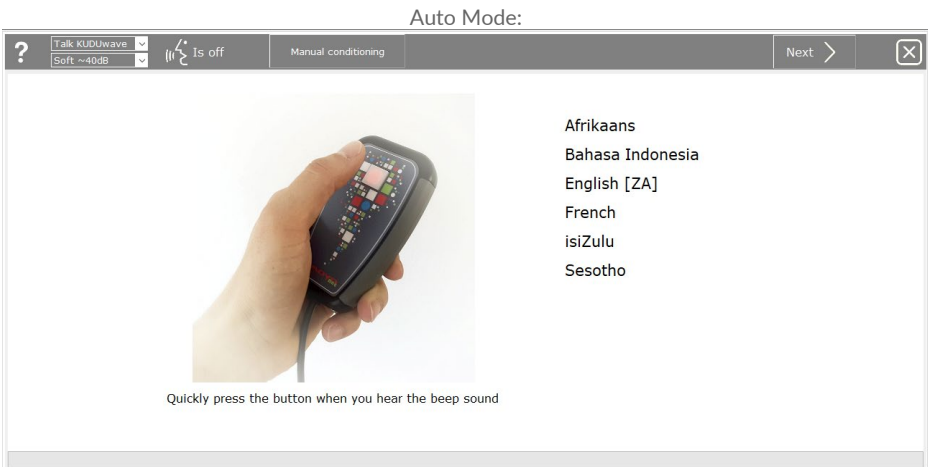 Auto Mode:
?
Talk KUDUwave
Soft ~40dB
Is off
Manual conditioning
Next
Afrikaans
Bahasa Indonesia
English [ZA]
French
isiZulu
Sesotho
Quickly press the button when you hear the beep sound